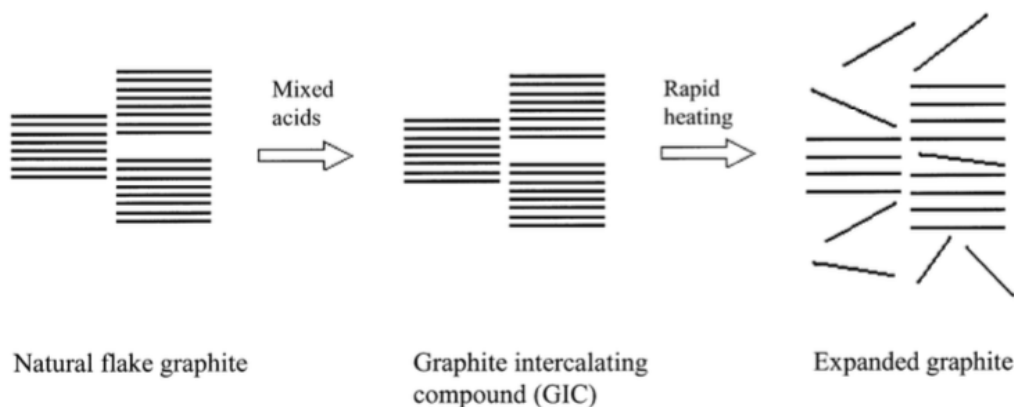 Mixed
acids
Rapid
heating
Natural flake graphite
Graphite intercalating
compound (GIC)
Expanded graphite